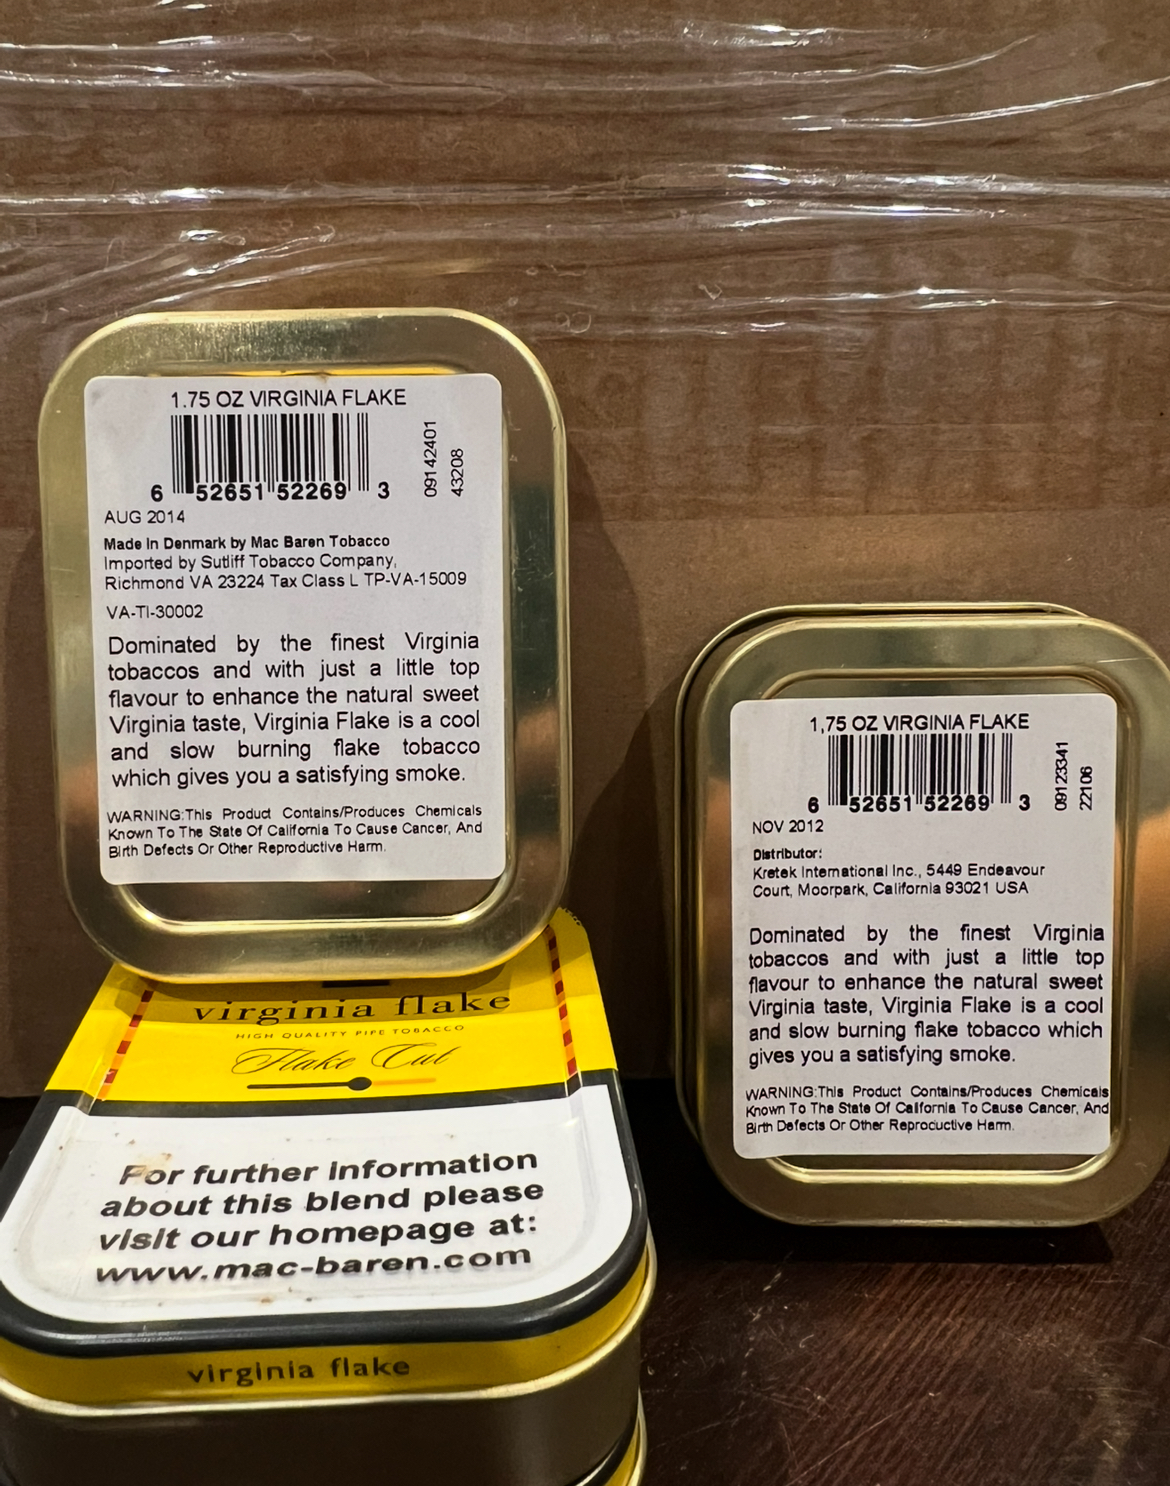 1.75 OZ VIRGINIA FLAKE
6 52651 52269 3
09142401
43208
AUG 2014
Made In Denmark by Mac Baren Tobacco
Imported by Sutliff Tobacco Company,
Richmond VA 23224 Tax Class L TP-VA-15009
VA-TI-30002
Dominated by the finest Virginia
tobaccos and with just a little top
flavour to enhance the natural sweet
Virginia taste, Virginia Flake is a cool
and slow burning flake tobacco
which gives you a satisfying smoke.
WARNING:This Product Contains/Produces Chemicals
Known To The State Of California To Cause Cancer, And
Birth Defects Or Other Reproductive Harm.
1,75 OZ VIRGINIA FLAKE
6 52651 52269 3
09123341
22106
NOV 2012
Distributor:
Kretek International Inc., 5449 Endeavour
Court, Moorpark, California 93021 USA
Dominated by the finest Virginia
tobaccos and with just a little top
flavour to enhance the natural sweet
Virginia taste, Virginia Flake is a cool
and slow burning flake tobacco which
gives you a satisfying smoke.
WARNING:This Product Contains/Produces Chemicals
Known To The State Of California To Cause Cancer, And
Birth Defects Or Other Reproductive Harm.
virginia flake
HIGH QUALITY PIPE TOBACCO
Flake Cut
For further information
about this blend please
visit our homepage at:
www.mac-baren.com
virginia flake